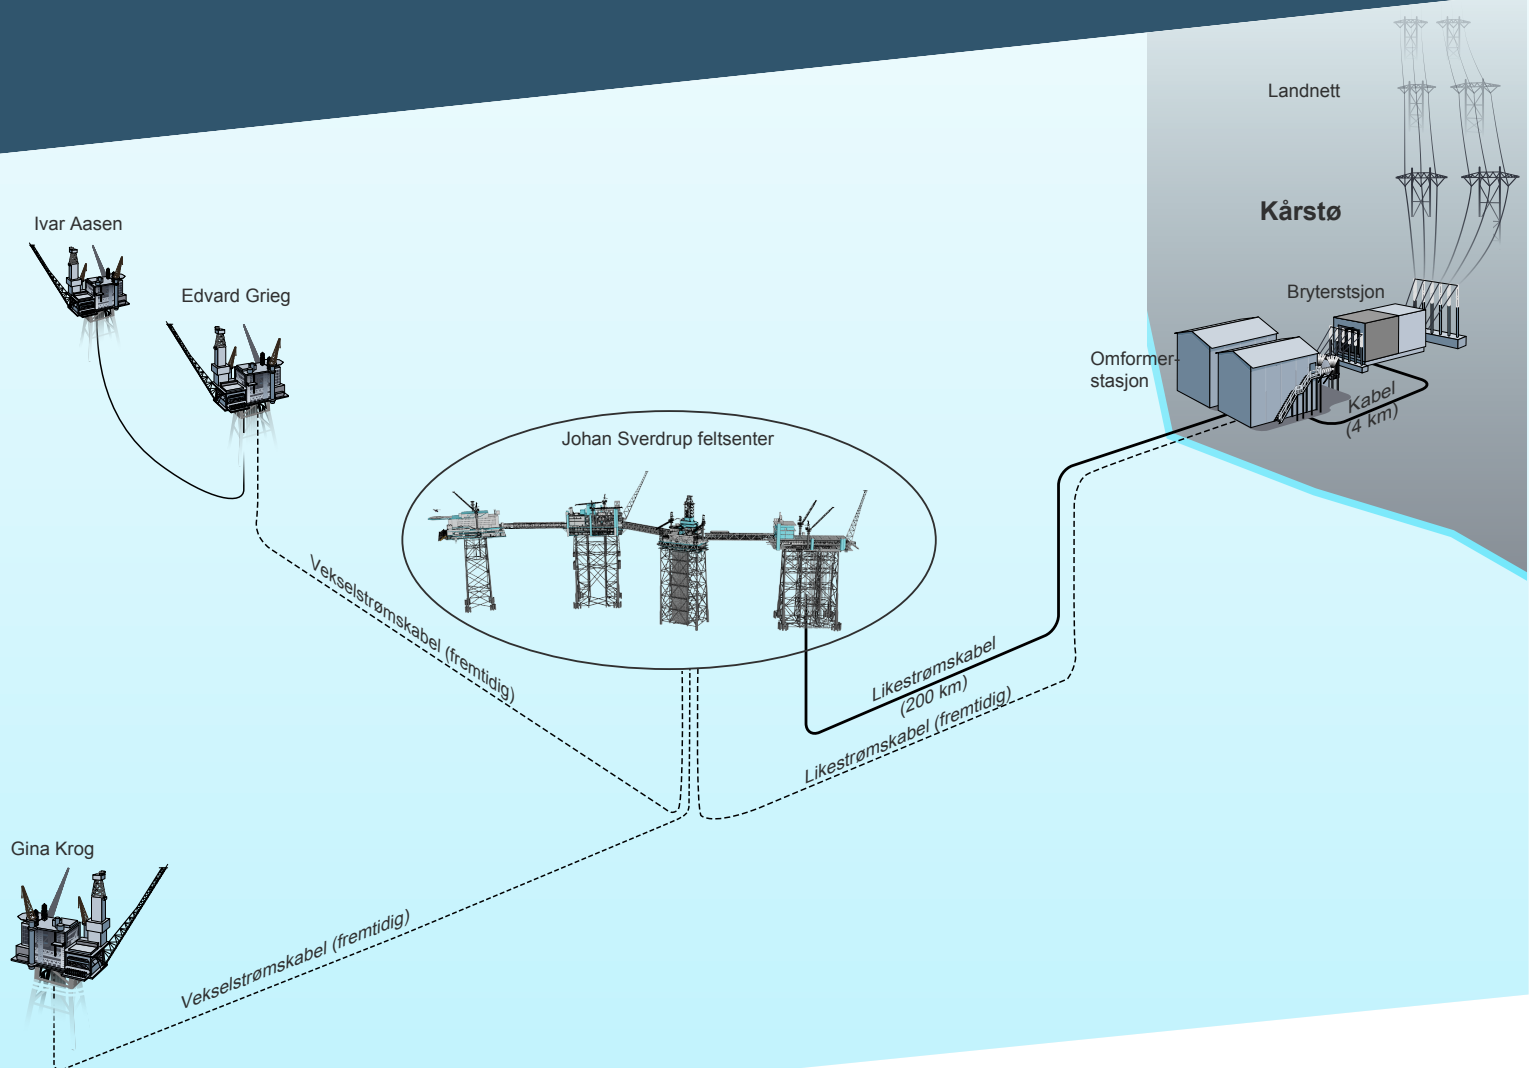 Landnett
Kårstø
Ivar Aasen
Edvard Grieg
Bryterstsjon
Omformer-
stasjon
Kabel
(4 km)
Johan Sverdrup feltsenter
Vekselstrømskabel (fremtidig)
Likestrømskabel
(200 km)
Likestrømskabel (fremtidig)
Gina Krog
Vekselstrømskabel (fremtidig)